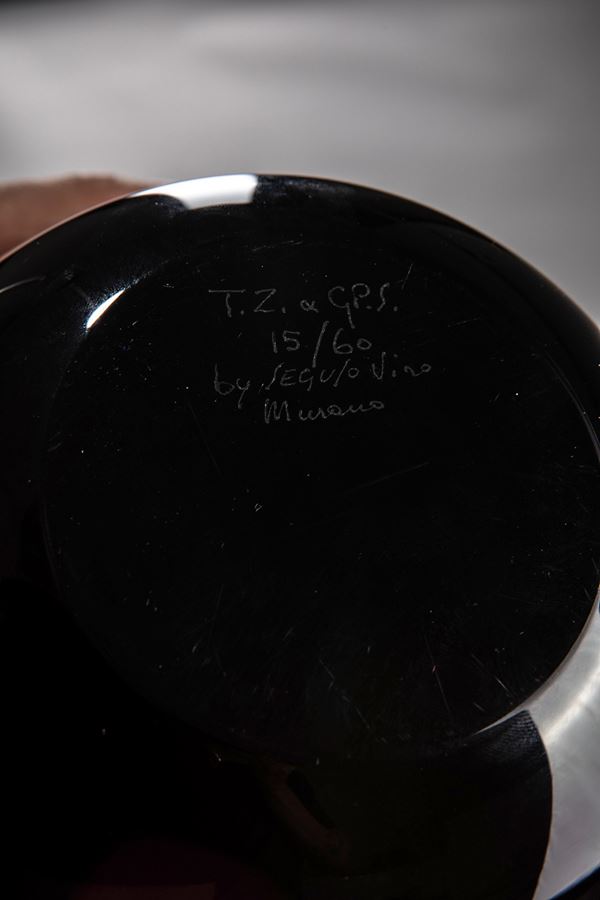 T.Z. & G.P.S.
15/60
by SEGUSO Viro
Murano